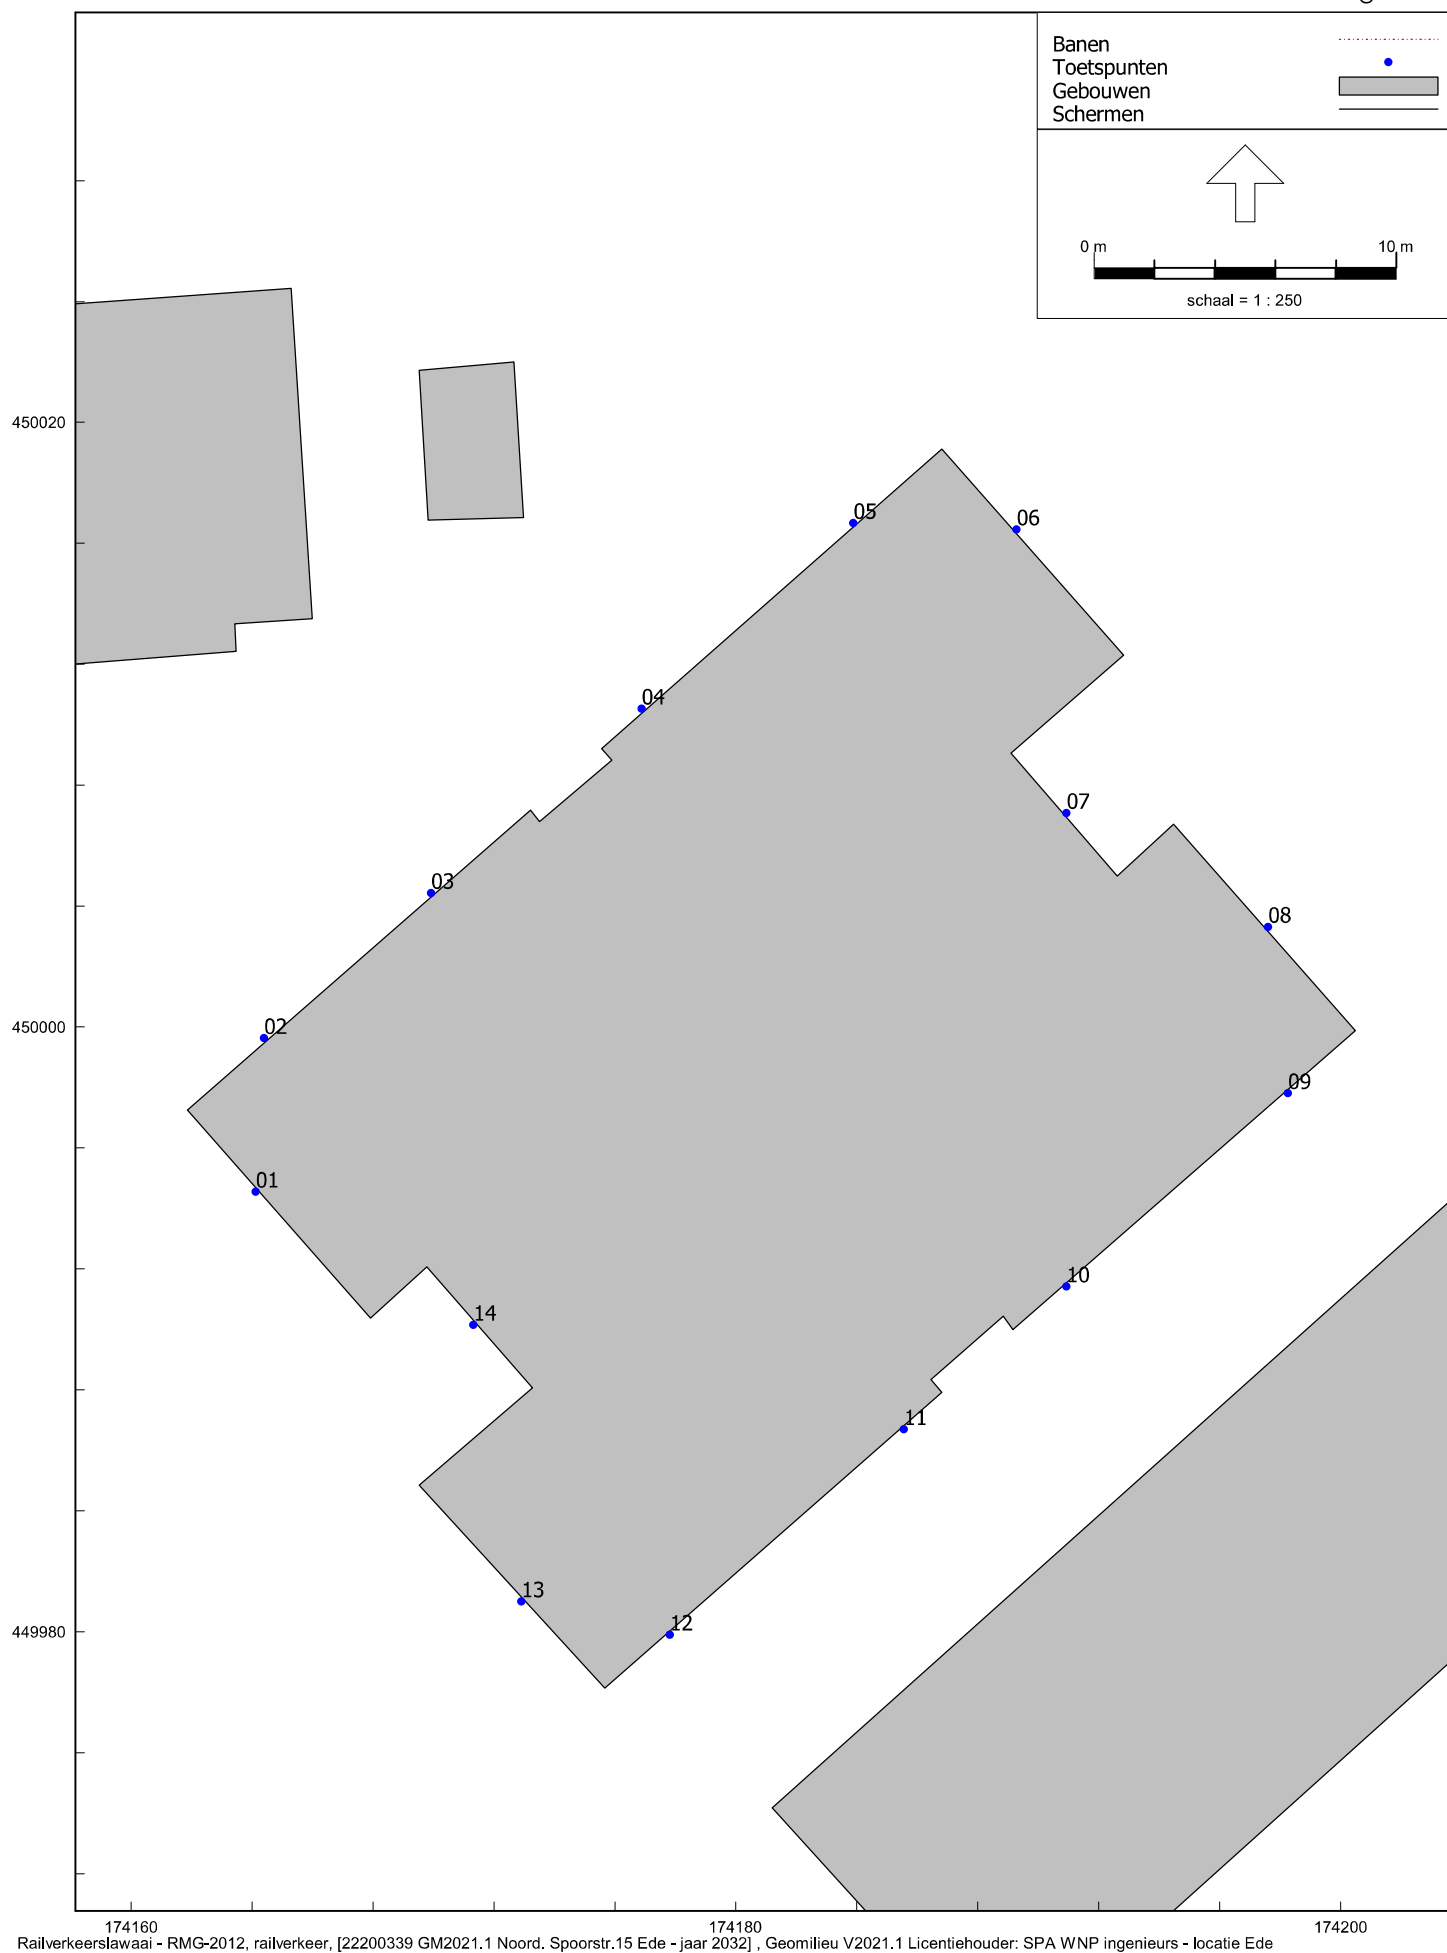 Banen
Toetspunten
Gebouwen
Schermen
0 m 10 m
schaal = 1 : 250
450020
05
06
04
07
03
08
02
450000
09
01
10
14
11
13
12
449980
174160 174180 174200
Railverkeerslawaai - RMG-2012, railverkeer, [22200339 GM2021.1 Noord. Spoorstr.15 Ede - jaar 2032] , Geomilieu V2021.1 Licentiehouder: SPA WNP ingenieurs - locatie Ede